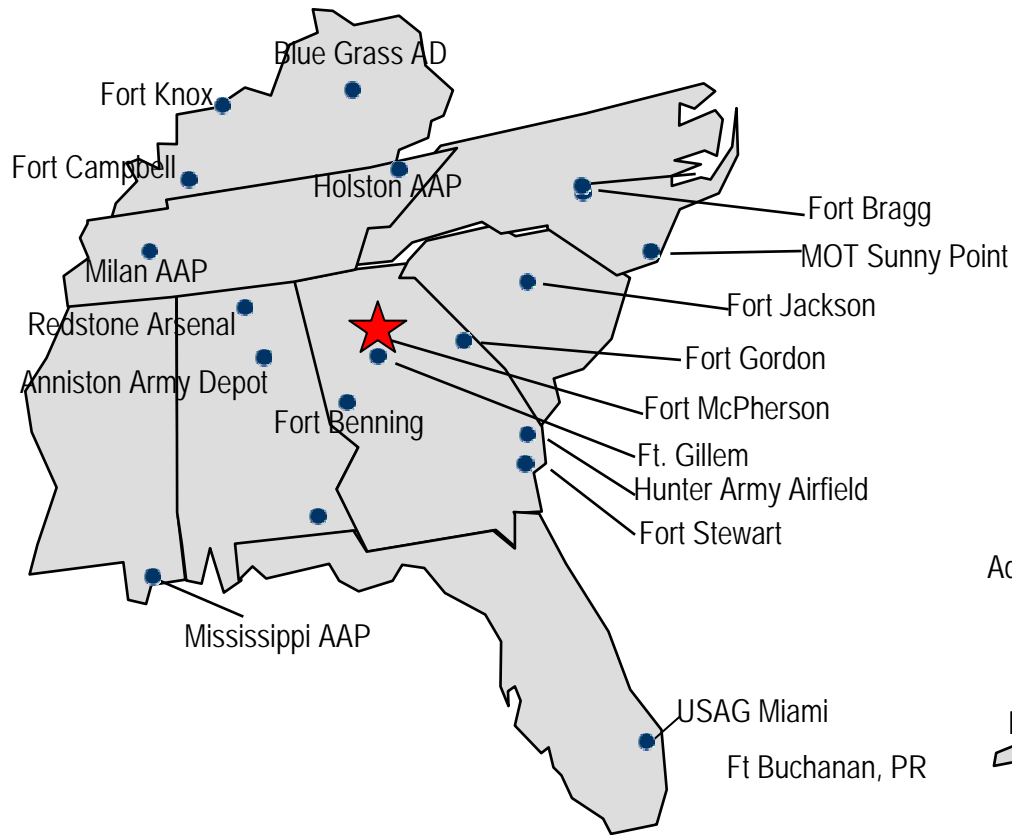 Blue Grass AD
Fort Knox
Fort Campbell
Holston AAP
Fort Bragg
MOT Sunny Point
Milan AAP
Fort Jackson
Redstone Arsenal
Fort Gordon
Anniston Army Depot
Fort McPherson
Fort Benning
Ft. Gillem
Hunter Army Airfield
Fort Stewart
Mississippi AAP
USAG Miami
Ft Buchanan, PR